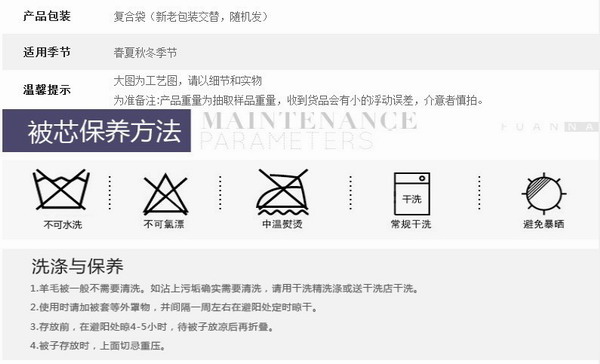 产品包装 复合袋（新老包装交替，随机发）
适用季节 春夏秋冬季节
温馨提示 大图为工艺图，请以细节和实物
为准备注:产品重量为抽取样品重量，收到货品会有小的浮动误差，介意者慎拍。
被芯保养方法 MAINTENANCE
PARAMETERS
FUANNA
干洗
不可水洗 不可氯漂 中温熨烫 常规干洗 避免暴晒
洗涤与保养
1.羊毛被一般不需要清洗。如沾上污垢确实需要清洗，请用干洗精洗涤或送干洗店干洗。
2.使用时请加被套等外罩物，并间隔一周左右在避阳处定时晾干。
3.存放前，在避阳处晾4-5小时，待被子放凉后再折叠。
4.被子存放时，上面切忌重压。